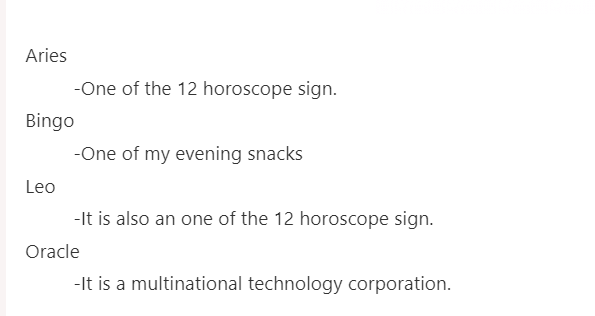 Aries
-One of the 12 horoscope sign.
Bingo
-One of my evening snacks
Leo
-It is also an one of the 12 horoscope sign.
Oracle
-It is a multinational technology corporation.